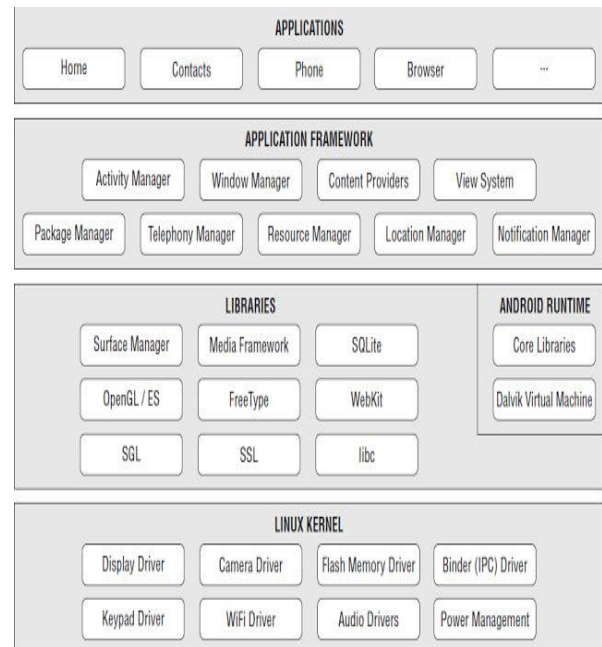 APPLICATIONS
Home Contacts Phone Browser ...
APPLICATION FRAMEWORK
Activity Manager Window Manager Content Providers View System
Package Manager Telephony Manager Resource Manager Location Manager Notification Manager
LIBRARIES ANDROID RUNTIME
Surface Manager Media Framework SQLite Core Libraries
OpenGL / ES FreeType WebKit Dalvik Virtual Machine
SGL SSL libc
LINUX KERNEL
Display Driver Camera Driver Flash Memory Driver Binder (IPC) Driver
Keypad Driver WiFi Driver Audio Drivers Power Management